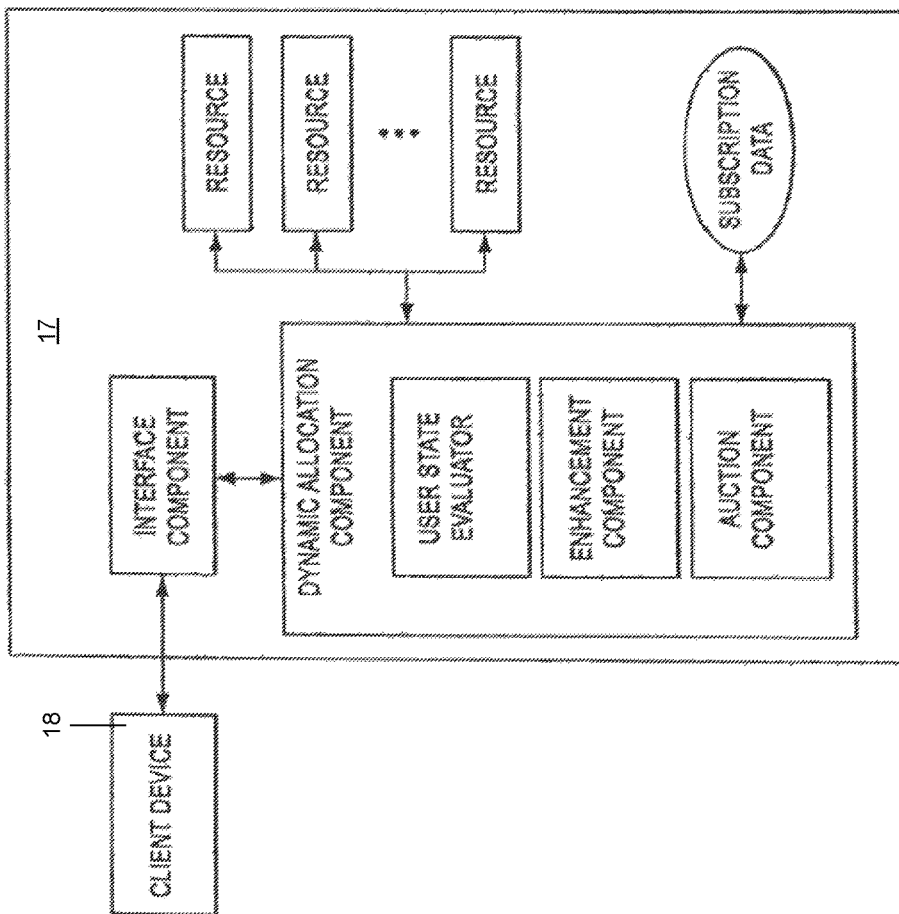 17
18
CLIENT DEVICE
INTERFACE
COMPONENT
DYNAMIC ALLOCATION
COMPONENT
USER STATE
EVALUATOR
ENHANCEMENT
COMPONENT
AUCTION
COMPONENT
RESOURCE
RESOURCE
•••
RESOURCE
SUBSCRIPTION
DATA